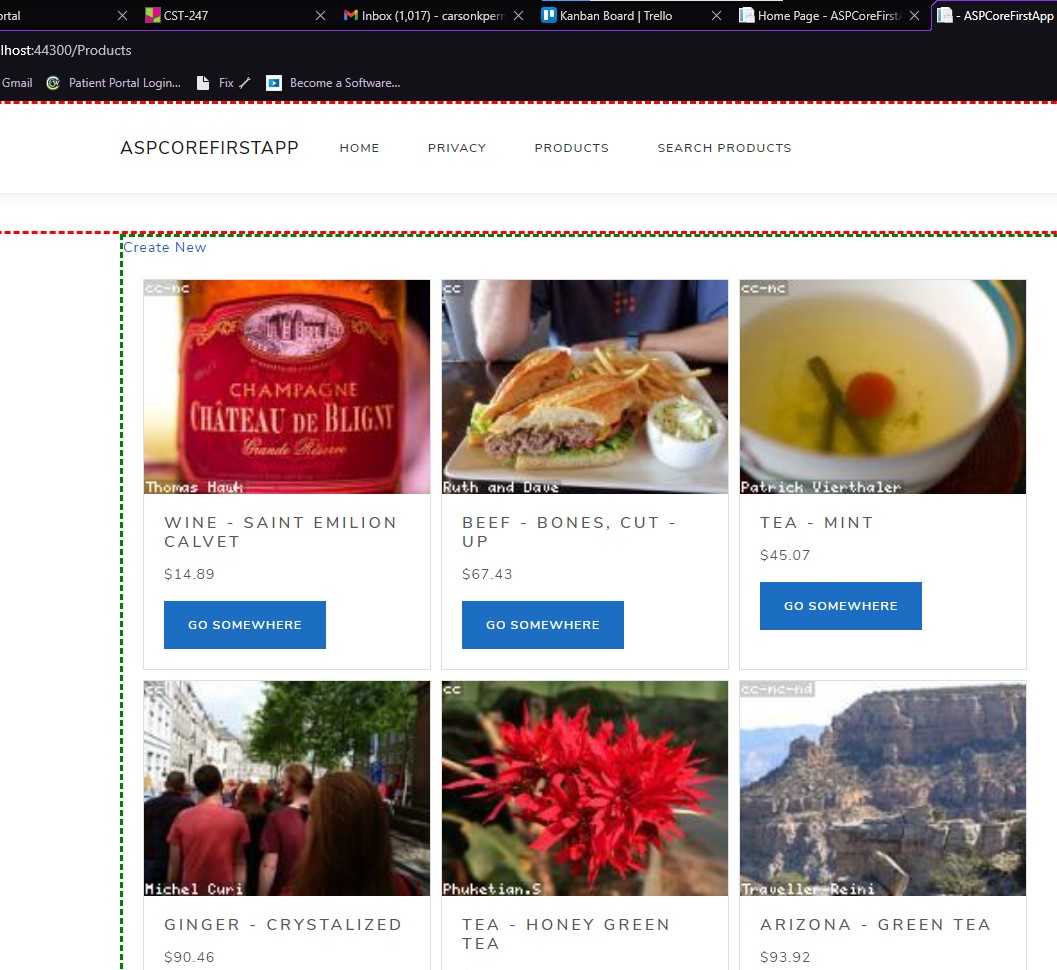 ortal
CST-247
Inbox (1,017) - carsonkperr
Kanban Board | Trello
Home Page - ASPCoreFirstA
- ASPCoreFirstApp
lhost:44300/Products
Gmail
Patient Portal Login...
Fix
Become a Software...
ASPCOREFIRSTAPP
HOME
PRIVACY
PRODUCTS
SEARCH PRODUCTS
Create New
cc-nc
CHAMPAGNE
CHÂTEAU DE BLIGNY
Grande Réserve
Thomas Hawk
cc
Ruth and Dave
cc-nc
Patrick Vierthaler
WINE - SAINT EMILION
CALVET
$14.89
GO SOMEWHERE
BEEF - BONES, CUT -
UP
$67.43
GO SOMEWHERE
TEA - MINT
$45.07
GO SOMEWHERE
cc
Michel Curi
cc
Phuketian.S
cc-nc-nd
Traveller-Reini
GINGER - CRYSTALIZED
$90.46
TEA - HONEY GREEN
TEA
ARIZONA - GREEN TEA
$93.92